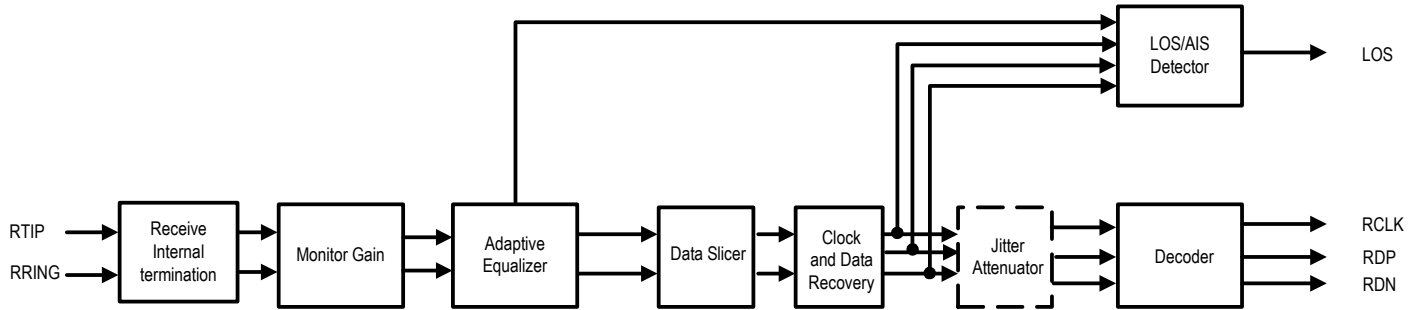 LOS/AIS
Detector
LOS
RTIP
RRING
Receive
Internal
termination
Monitor Gain
Adaptive
Equalizer
Data Slicer
Clock
and Data
Recovery
Jitter
Attenuator
Decoder
RCLK
RDP
RDN